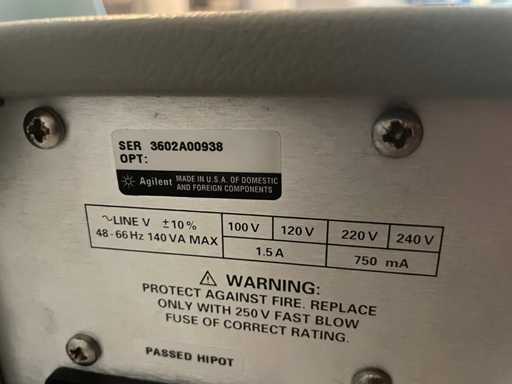 SER 3602A00938
OPT:
Agilent MADE IN U.S.A. OF DOMESTIC
AND FOREIGN COMPONENTS
~LINE V ±10% 100 V 120 V 220 V 240 V
48-66 Hz 140 VA MAX 1.5 A 750 mA
⚠ WARNING:
PROTECT AGAINST FIRE. REPLACE
ONLY WITH 250 V FAST BLOW
FUSE OF CORRECT RATING.
PASSED HIPOT